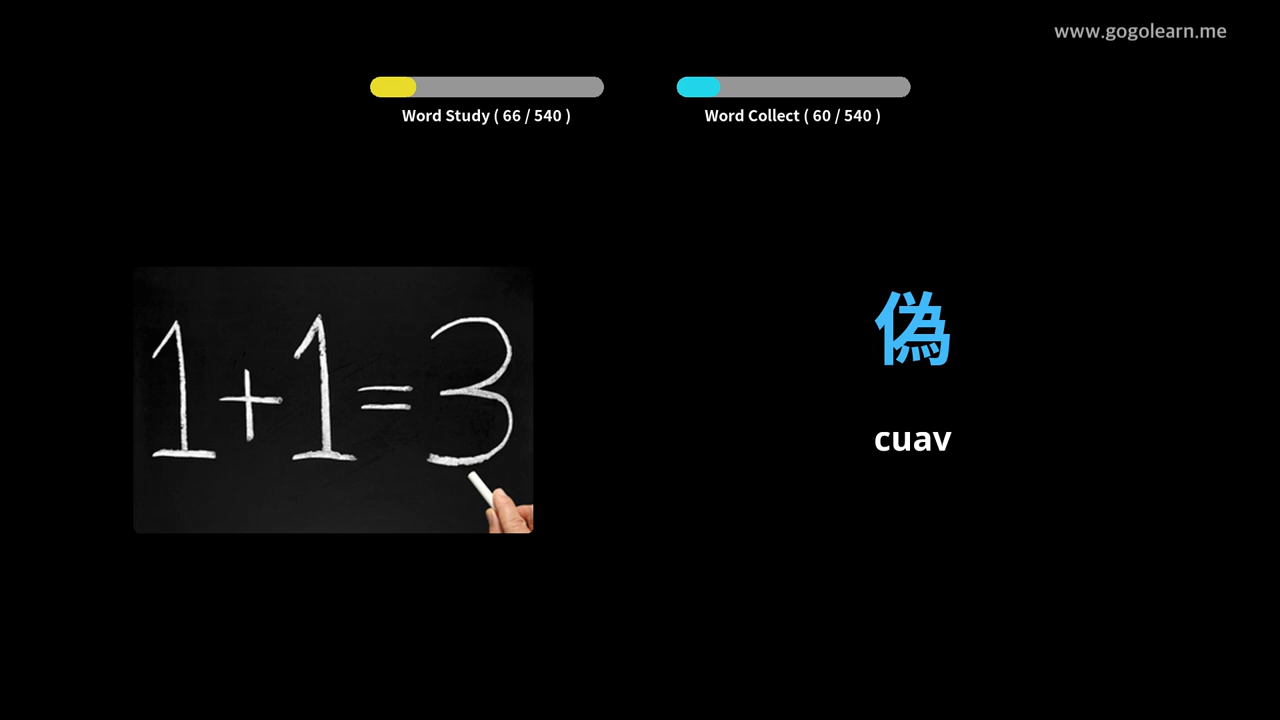 www.gogolearn.me
Word Study ( 66 / 540 )
Word Collect ( 60 / 540 )
1+1=3
偽
cuav